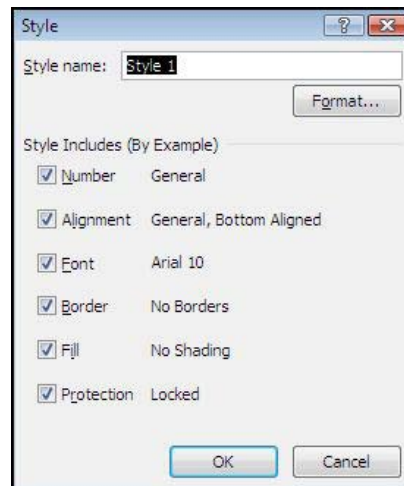 Style
Style name: Style 1
Format...
Style Includes (By Example)
Number General
Alignment General, Bottom Aligned
Font Arial 10
Border No Borders
Fill No Shading
Protection Locked
OK Cancel